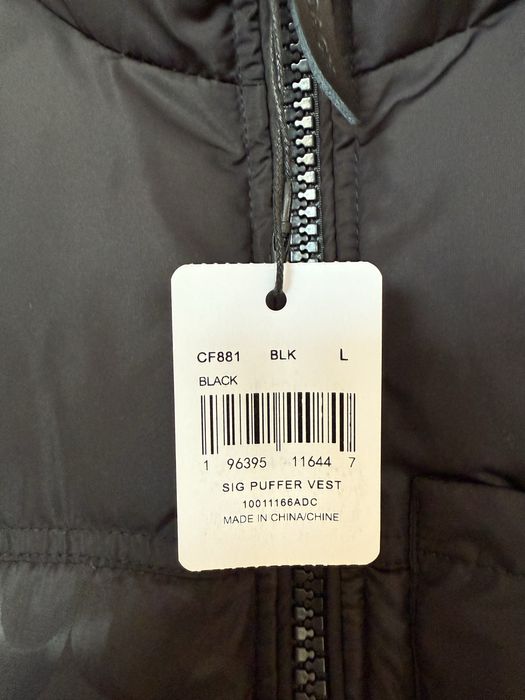 CF881 BLK L
BLACK
1 96395 11644 7
SIG PUFFER VEST
10011166ADC
MADE IN CHINA/CHINE